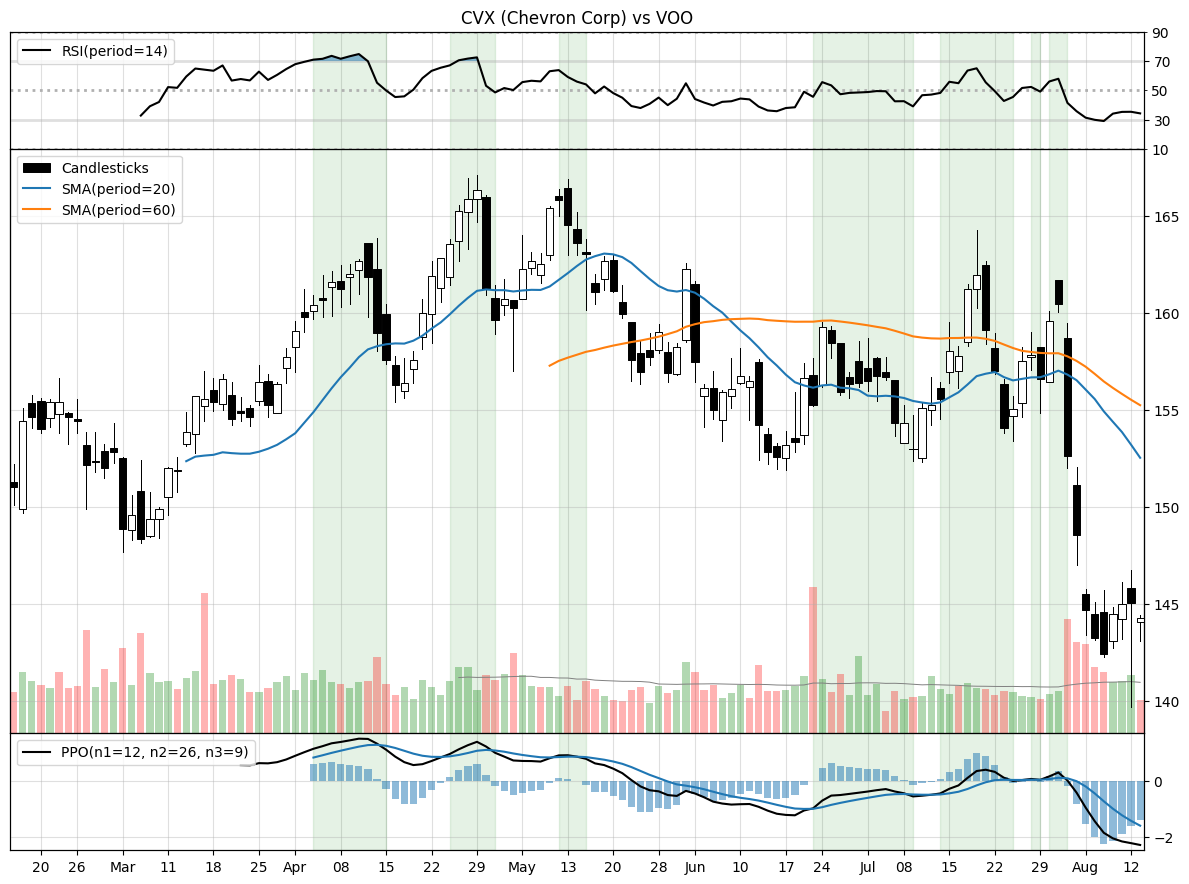 CVX (Chevron Corp) vs VOO
RSI(period=14)
90
70
50
30
10
Candlesticks
SMA(period=20)
SMA(period=60)
165
160
155
150
145
140
PPO(n1=12, n2=26, n3=9)
0
−2
20 26 Mar 11 18 25 Apr 08 15 22 29 May 13 20 28 Jun 10 17 24 Jul 08 15 22 29 Aug 12